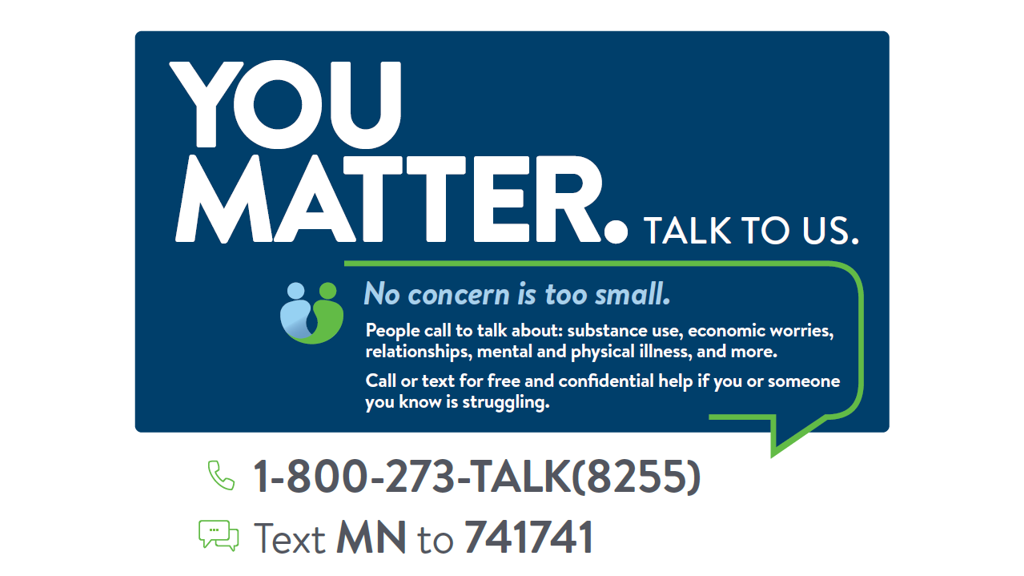 YOU
MATTER. TALK TO US.
No concern is too small.
People call to talk about: substance use, economic worries,
relationships, mental and physical illness, and more.
Call or text for free and confidential help if you or someone
you know is struggling.
1-800-273-TALK(8255)
Text MN to 741741